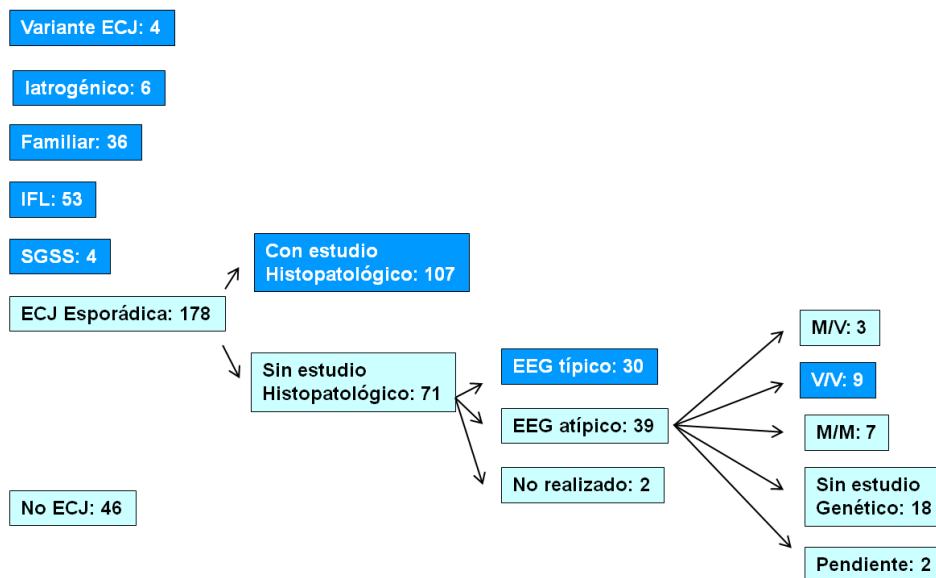 Variante ECJ: 4
Iatrogénico: 6
Familiar: 36
IFL: 53
SGSS: 4
ECJ Esporádica: 178
No ECJ: 46
Con estudio
Histopatológico: 107
Sin estudio
Histopatológico: 71
EEG típico: 30
EEG atípico: 39
No realizado: 2
M/V: 3
V/V: 9
M/M: 7
Sin estudio
Genético: 18
Pendiente: 2